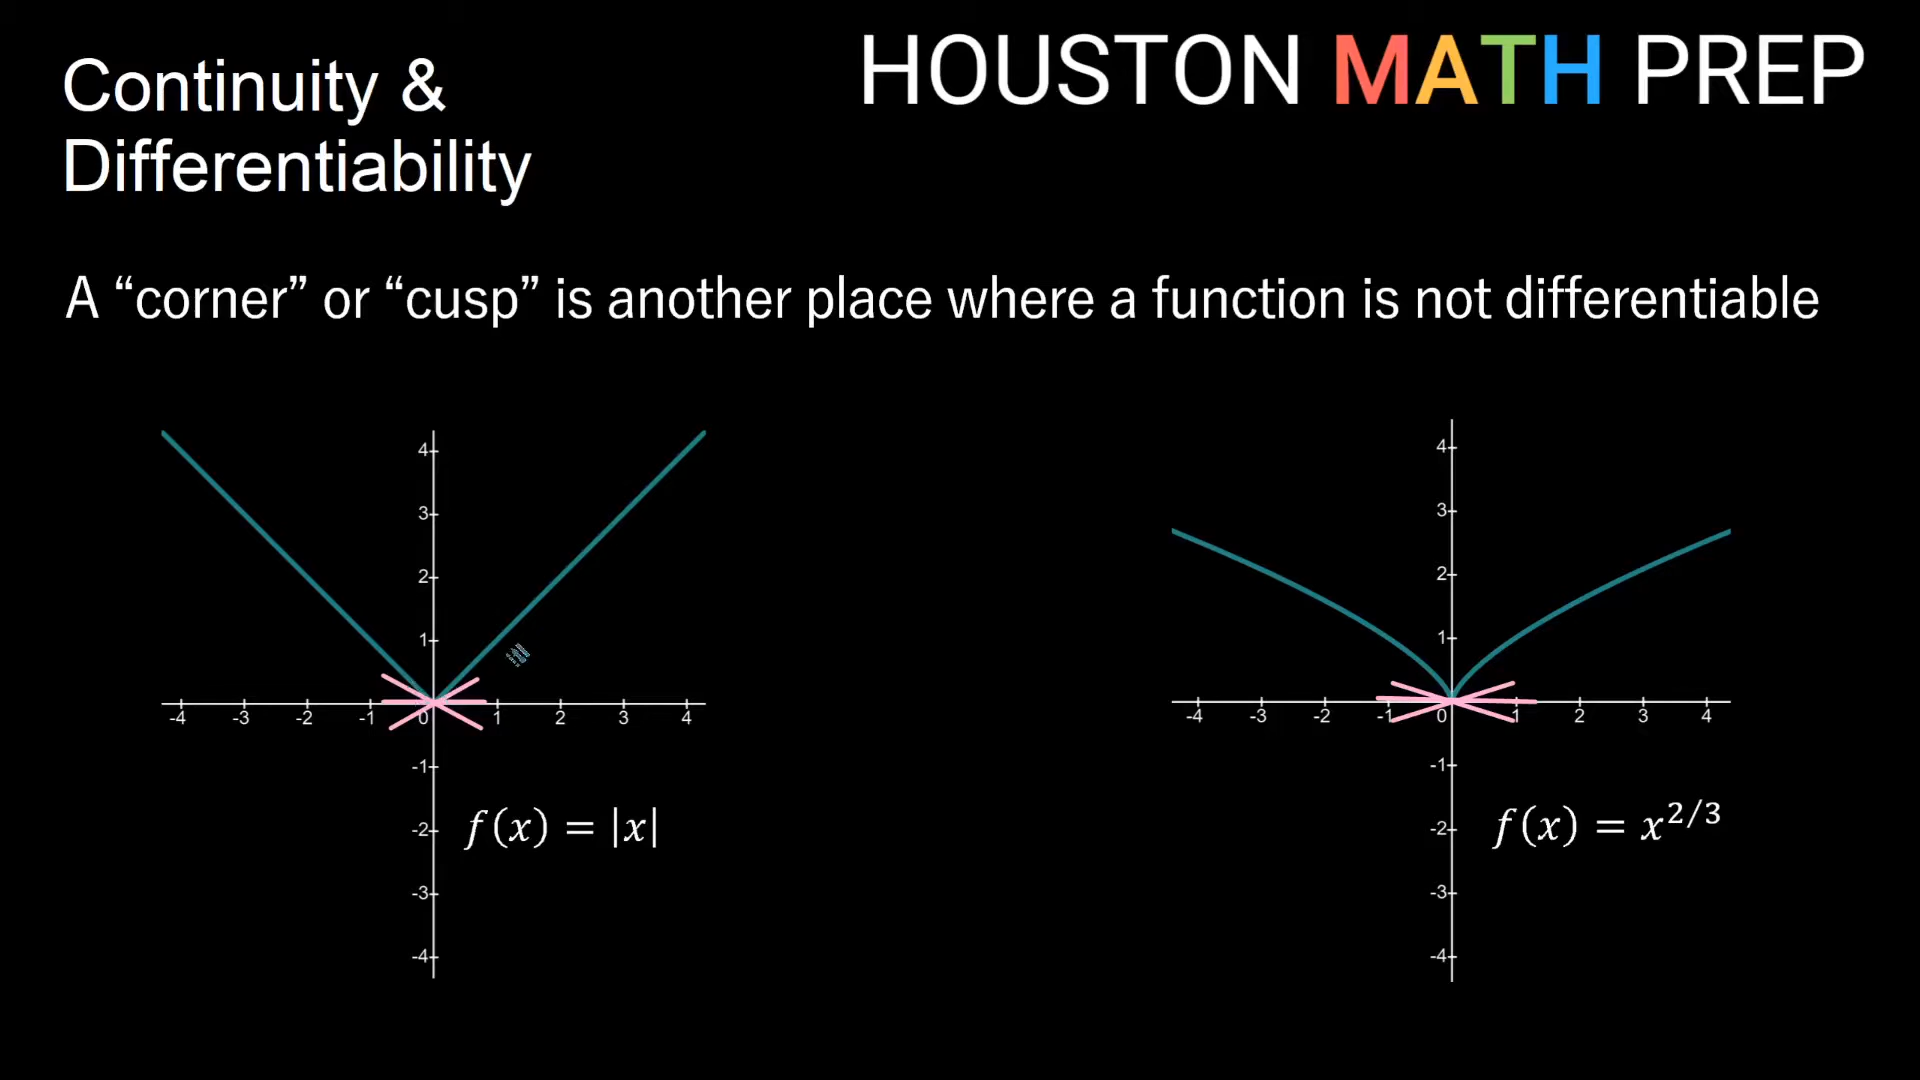 HOUSTON MATH PREP
Continuity &
Differentiability
A “corner” or “cusp” is another place where a function is not differentiable
4
3
2
1
-4 -3 -2 -1 0 1 2 3 4
-1
-2
-3
-4
f(x) = |x|
4
3
2
1
-4 -3 -2 -1 0 1 2 3 4
-1
-2
-3
-4
f(x) = x^{2/3}